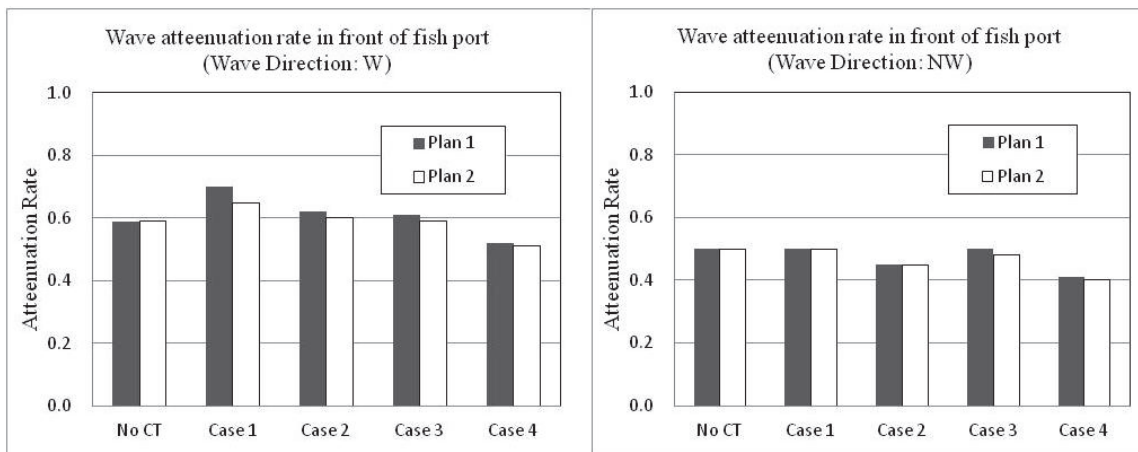 Wave atteenuation rate in front of fish port
(Wave Direction: W)
Atteenuation Rate
1.0
0.8
0.6
0.4
0.2
0.0
Plan 1
Plan 2
No CT Case 1 Case 2 Case 3 Case 4
Wave atteenuation rate in front of fish port
(Wave Direction: NW)
Atteenuation Rate
1.0
0.8
0.6
0.4
0.2
0.0
Plan 1
Plan 2
No CT Case 1 Case 2 Case 3 Case 4